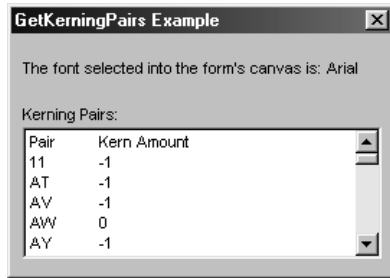 GetKerningPairs Example
The font selected into the form's canvas is: Arial
Kerning Pairs:
Pair Kern Amount
11 -1
AT -1
AV -1
AW 0
AY -1